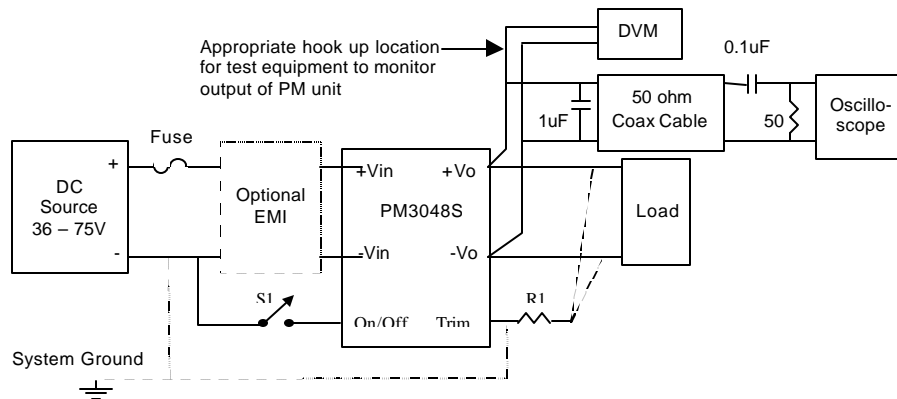 DVM
Appropriate hook up location
for test equipment to monitor
output of PM unit
0.1uF
1uF
50 ohm
Coax Cable
50
Oscillo-
scope
Fuse
+
DC
Source
36 – 75V
-
Optional
EMI
+Vin
+Vo
PM3048S
-Vin
-Vo
Load
S1
On/Off
Trim
R1
System Ground